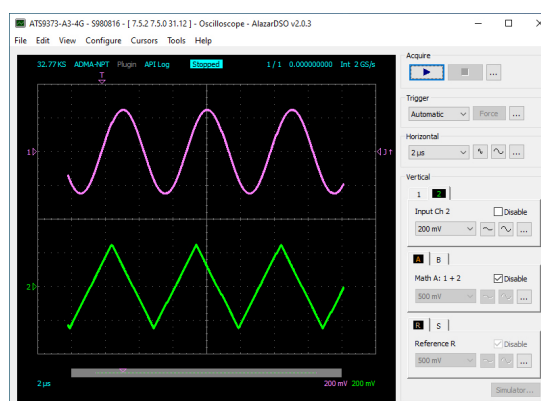 ATS9373-A3-4G - S980816 - [ 7.5.2 7.5.0 31.12 ] - Oscilloscope - AlazarDSO v2.0.3
File Edit View Configure Cursors Tools Help
32.77 KS ADMA-NPT Plugin API Log Stopped 1 / 1 0.000000000 Int 2 GS/s
T
1
J
2
2 µs 200 mV 200 mV
Acquire
...
Trigger
Automatic Force ...
Horizontal
2 µs ...
Vertical
1 2
Input Ch 2 Disable
200 mV ...
A B
Math A: 1 + 2 Disable
500 mV ...
R S
Reference R Disable
500 mV ...
Simulator...